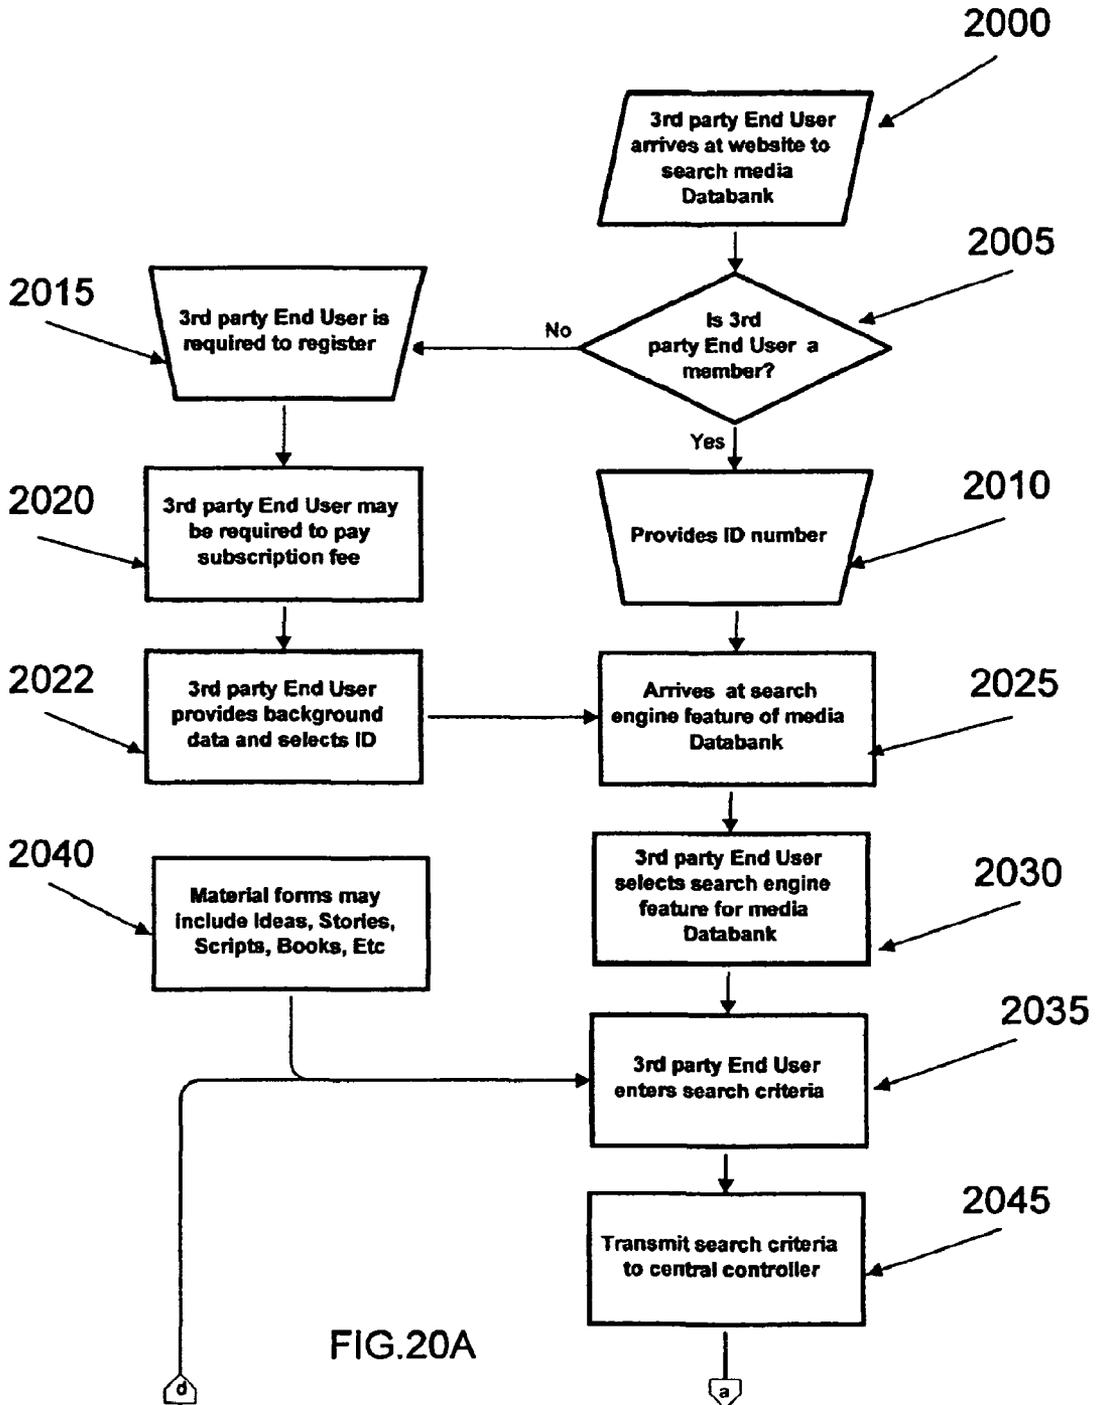 2000
3rd party End User
arrives at website to
search media
Databank
2005
Is 3rd
party End User a
member?
No
2015
3rd party End User is
required to register
Yes
2020
3rd party End User may
be required to pay
subscription fee
2010
Provides ID number
2022
3rd party End User
provides background
data and selects ID
2025
Arrives at search
engine feature of media
Databank
2040
Material forms may
include Ideas, Stories,
Scripts, Books, Etc
2030
3rd party End User
selects search engine
feature for media
Databank
2035
3rd party End User
enters search criteria
2045
Transmit search criteria
to central controller
FIG.20A
d
a